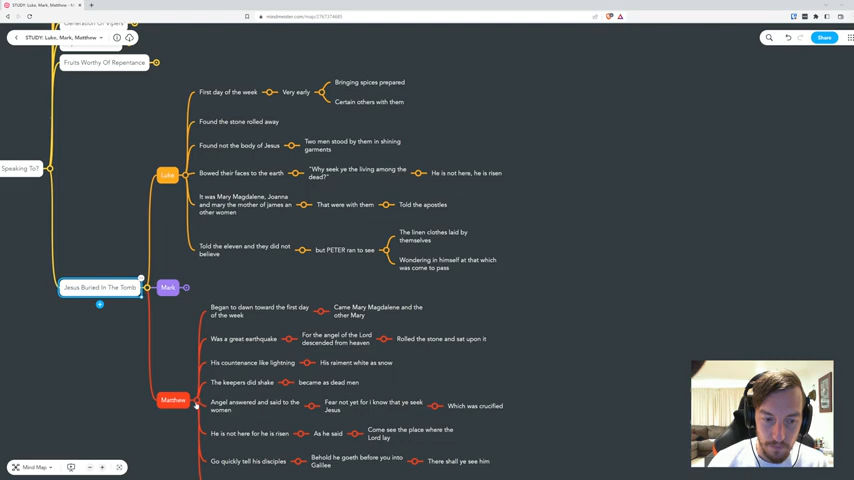 STUDY: Luke, Mark, Matthew -
mindmeister.com/map/2767374605
Generation Of Vipers
STUDY: Luke, Mark, Matthew
Share
Fruits Worthy Of Repentance
Speaking To?
Jesus Buried In The Tomb
Luke
First day of the week
Very early
Bringing spices prepared
Certain others with them
Found the stone rolled away
Found not the body of Jesus
Two men stood by them in shining
garments
Bowed their faces to the earth
"Why seek ye the living among the
dead?"
He is not here, he is risen
It was Mary Magdalene, Joanna
and mary the mother of james an
other women
That were with them
Told the apostles
Told the eleven and they did not
believe
but PETER ran to see
The linen clothes laid by
themselves
Wondering in himself at that which
was come to pass
Mark
Matthew
Began to dawn toward the first day
of the week
Came Mary Magdalene and the
other Mary
Was a great earthquake
For the angel of the Lord
descended from heaven
Rolled the stone and sat upon it
His countenance like lightning
His raiment white as snow
The keepers did shake
became as dead men
Angel answered and said to the
women
Fear not yet for i know that ye seek
Jesus
Which was crucified
He is not here for he is risen
As he said
Come see the place where the
Lord lay
Go quickly tell his disciples
Behold he goeth before you into
Galilee
There shall ye see him
Mind Map